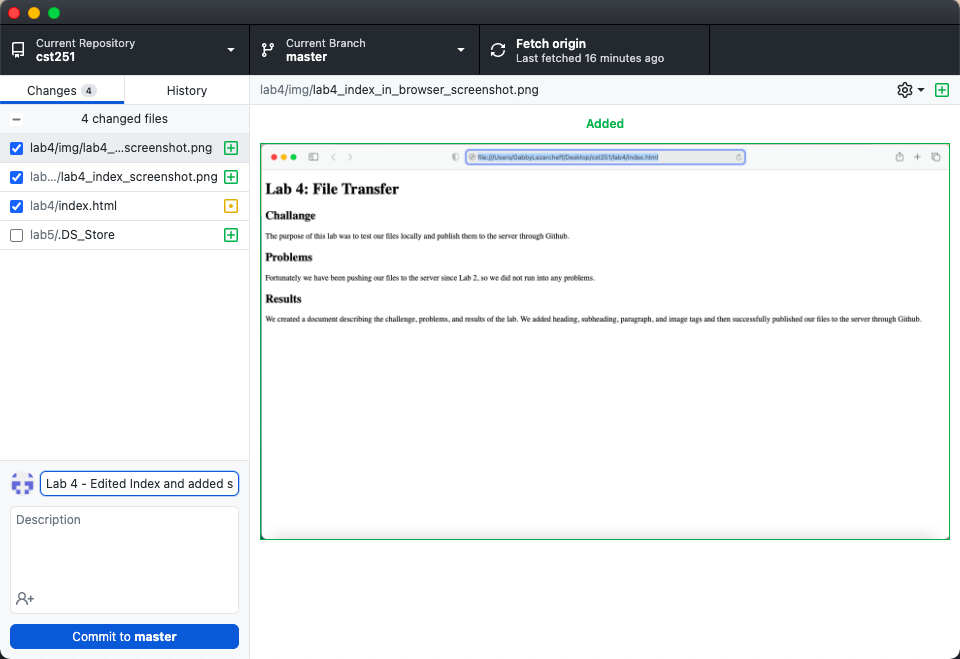 Current Repository
cst251
Current Branch
master
Fetch origin
Last fetched 16 minutes ago
Changes 4
History
4 changed files
lab4/img/lab4_...screenshot.png
lab.../lab4_index_screenshot.png
lab4/index.html
lab5/.DS_Store
Lab 4 - Edited Index and added s
Description
Commit to master
lab4/img/lab4_index_in_browser_screenshot.png
Added
file:///Users/GabbyLazarcheff/Desktop/cst251/lab4/index.html
Lab 4: File Transfer
Challange
The purpose of this lab was to test our files locally and publish them to the server through Github.
Problems
Fortunately we have been pushing our files to the server since Lab 2, so we did not run into any problems.
Results
We created a document describing the challenge, problems, and results of the lab. We added heading, subheading, paragraph, and image tags and then successfully published our files to the server through Github.